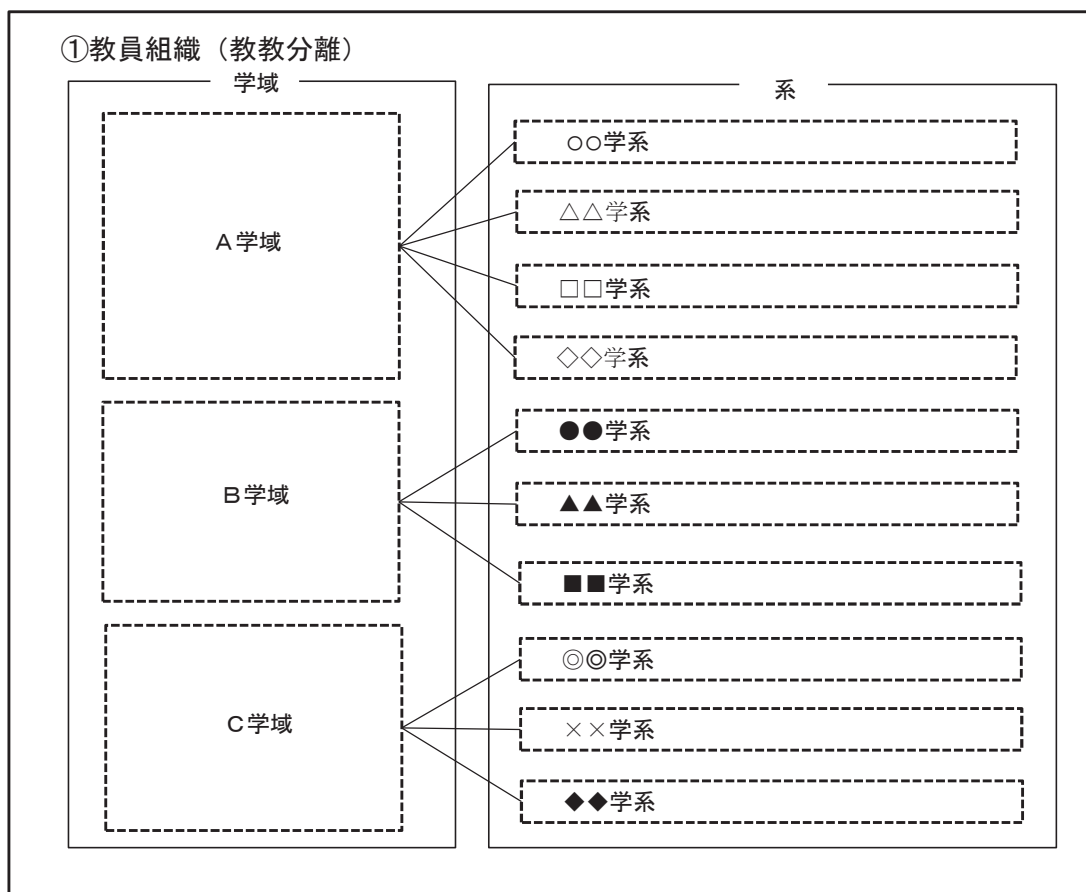 ①教員組織（教教分離）
学域
系
A学域
○○学系
△△学系
□□学系
◇◇学系
B学域
●●学系
▲▲学系
■■学系
C学域
◎◎学系
××学系
◆◆学系